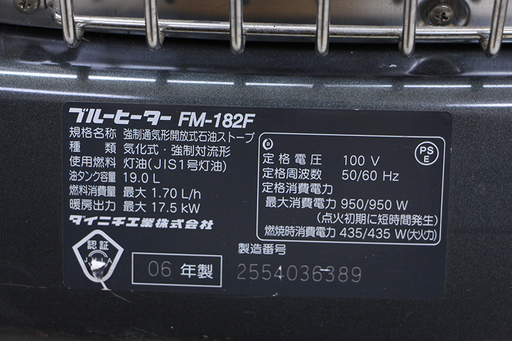 ブルーヒーター FM-182F
規格名称 強制通気形開放式石油ストーブ
種類 気化式・強制対流形
使用燃料 灯油(JIS1号灯油)
油タンク容量 19.0 L
燃料消費量 最大 1.70 L/h
暖房出力 最大 17.5 kW
ダイニチ工業株式会社
認証
06 年製
PS
E
定格電圧 100 V
定格周波数 50/60 Hz
定格消費電力
最大消費電力 950/950 W
(点火初期に短時間発生)
燃焼時消費電力 435/435 W(大火力)
製造番号
2554036389